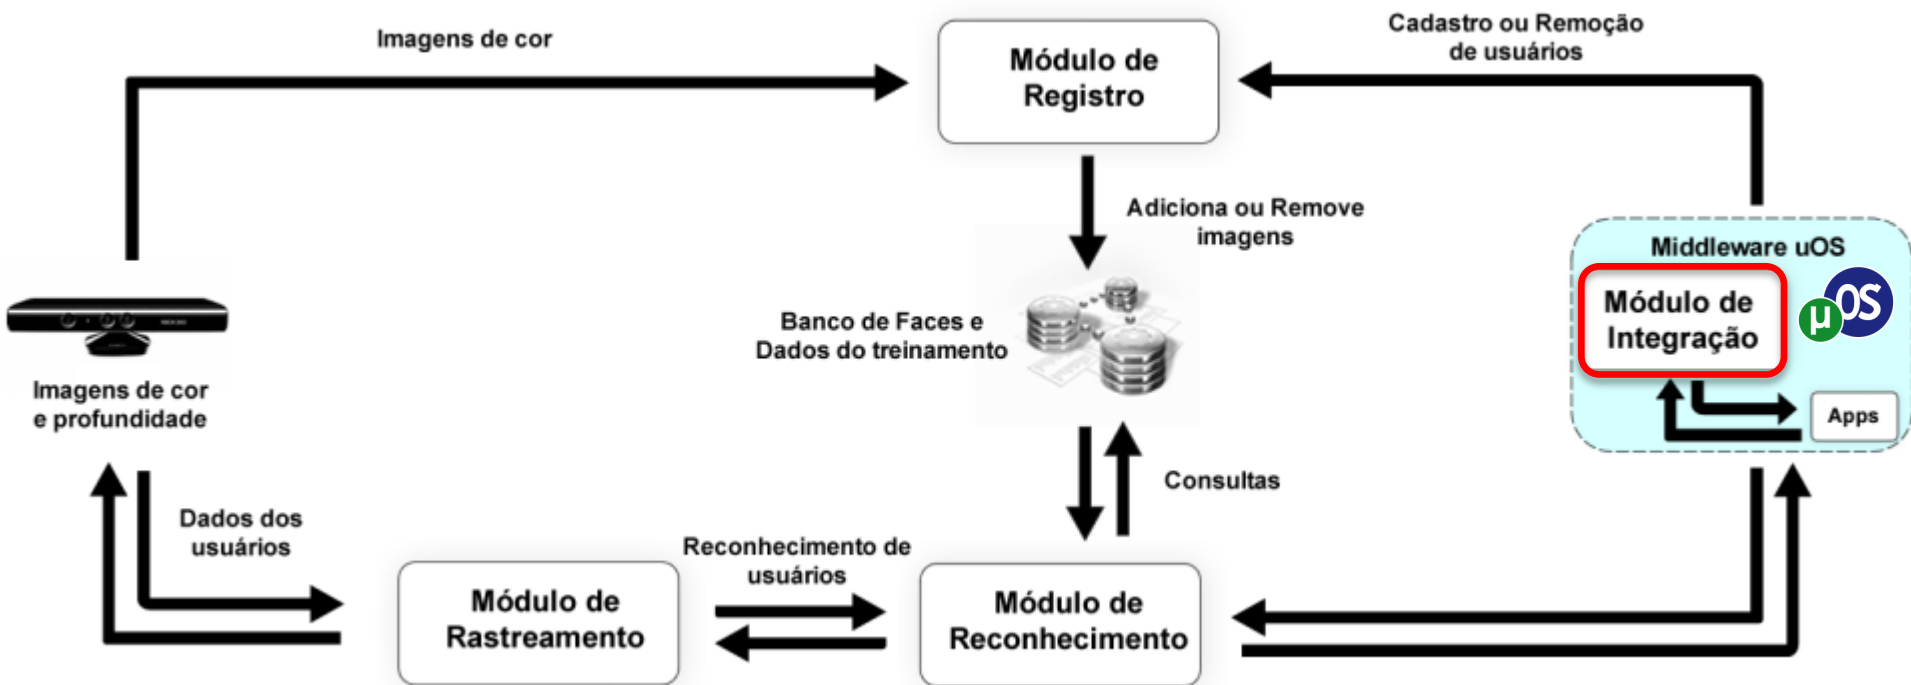 Imagens de cor
Módulo de
Registro
Cadastro ou Remoção
de usuários
Adiciona ou Remove
imagens
Middleware uOS
Módulo de
Integração
µOS
Apps
Banco de Faces e
Dados do treinamento
Imagens de cor
e profundidade
Consultas
Dados dos
usuários
Reconhecimento de
usuários
Módulo de
Rastreamento
Módulo de
Reconhecimento